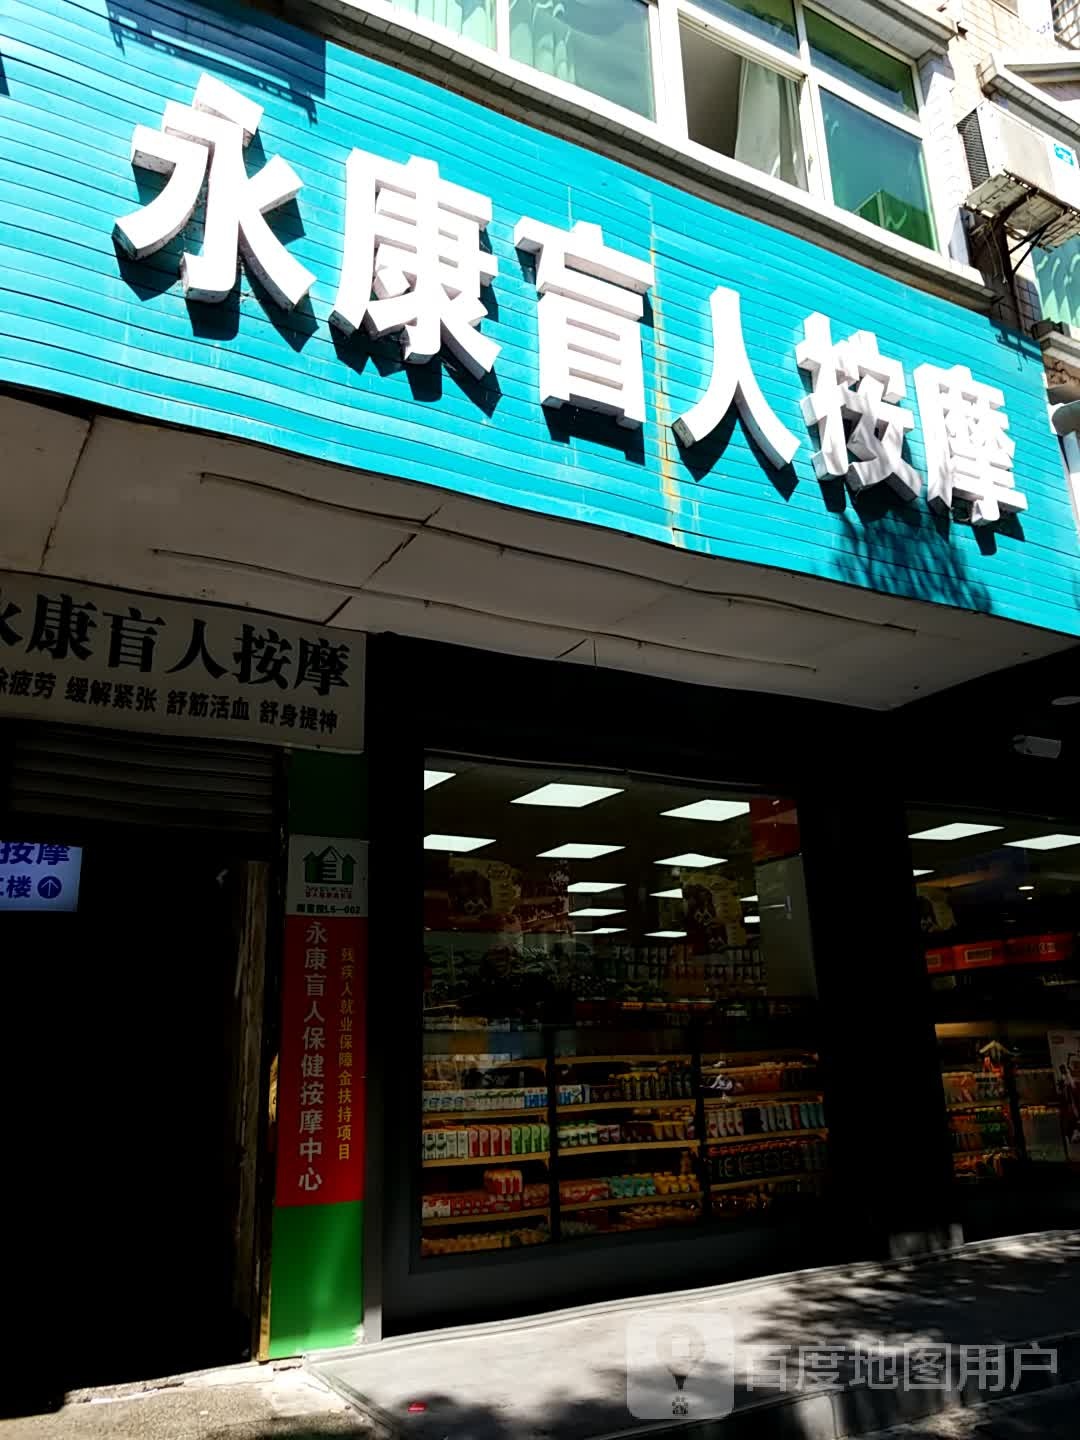 永康盲人按摩
永康盲人按摩
除疲劳 缓解紧张 舒筋活血 舒身提神
按摩
二楼
永康盲人保健按摩中心
残疾人就业保障金扶持项目
百度地图用户